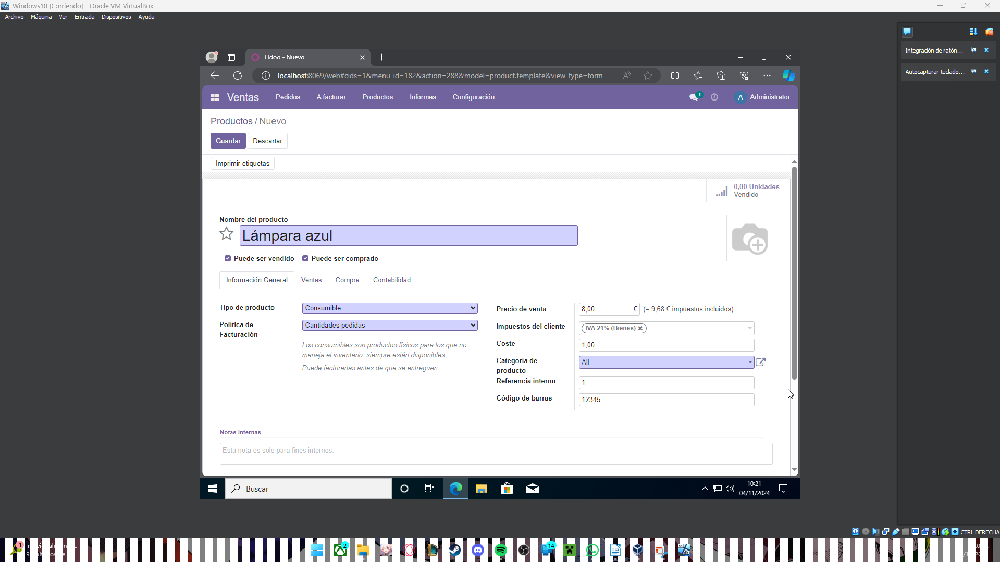 Windows10 [Corriendo] - Oracle VM VirtualBox
Archivo Máquina Ver Entrada Dispositivos Ayuda
Integración de ratón...
Autocapturar teclado...
Odoo - Nuevo
localhost:8069/web#cids=1&menu_id=182&action=288&model=product.template&view_type=form
Ventas Pedidos A facturar Productos Informes Configuración 1 A Administrator
Productos / Nuevo
Guardar Descartar
Imprimir etiquetas
0,00 Unidades
Vendido
Nombre del producto
Lámpara azul
Puede ser vendido Puede ser comprado
Información General Ventas Compra Contabilidad
Tipo de producto Consumible
Política de
Facturación
Cantidades pedidas
Los consumibles son productos físicos para los que no
maneja el inventario: siempre están disponibles.
Puede facturarlas antes de que se entreguen.
Precio de venta 8,00 € (= 9,68 € impuestos incluidos)
Impuestos del cliente IVA 21% (Bienes)
Coste 1,00
Categoría de
producto
All
Referencia interna 1
Código de barras 12345
Notas internas
Esta nota es solo para fines internos.
Buscar
10:21
04/11/2024
CTRL DERECHA
1
2
14